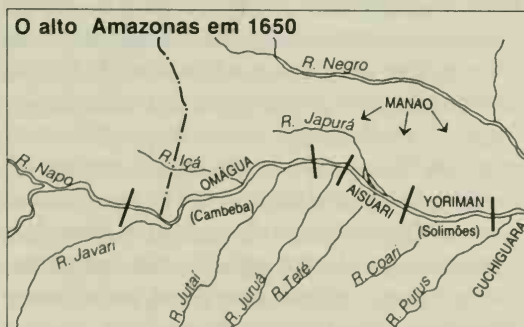 O alto Amazonas em 1650
R. Negro
MANAO
R. Japurá
R. Içá
R. Napo
OMÁGUA
(Cambeba)
AISUARI
YORIMAN
(Solimões)
CUCHIGUARA
R. Javari
R. Jutaí
R. Juruá
R. Tefé
R. Coari
R. Purus